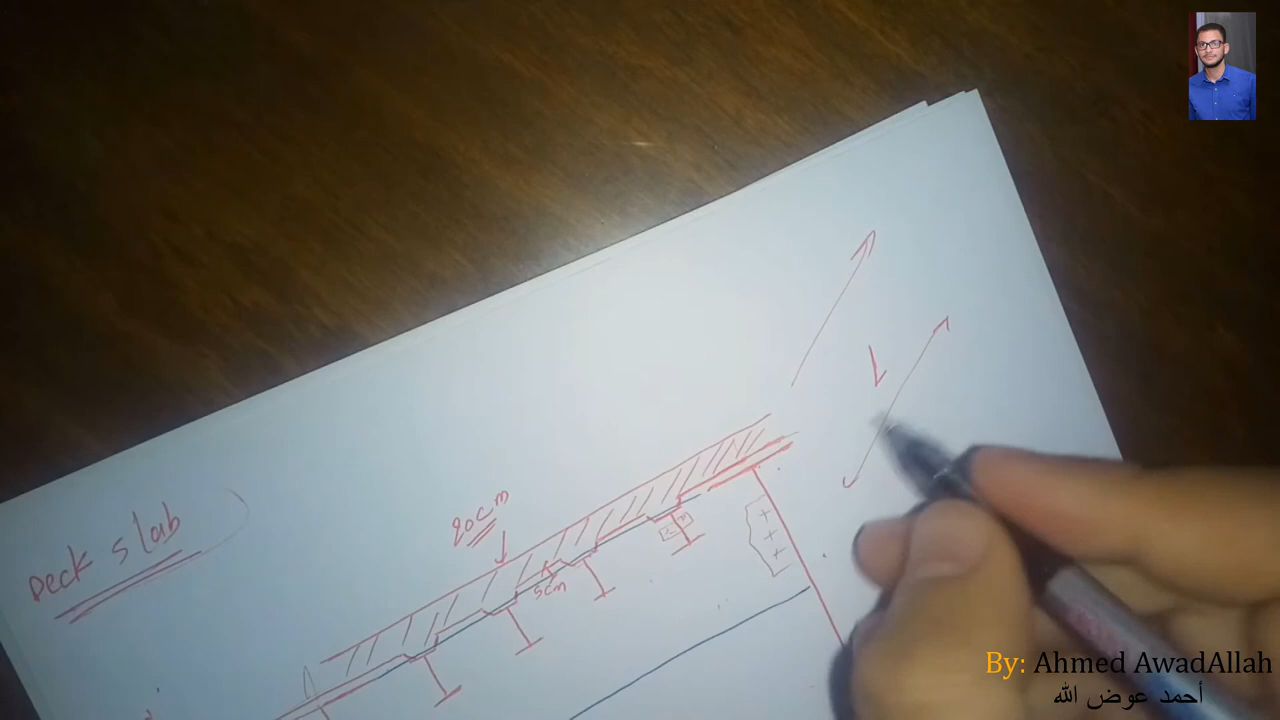 Deck slab
20cm
5cm
L
+
+
+
By: Ahmed AwadAllah
أحمد عوض الله